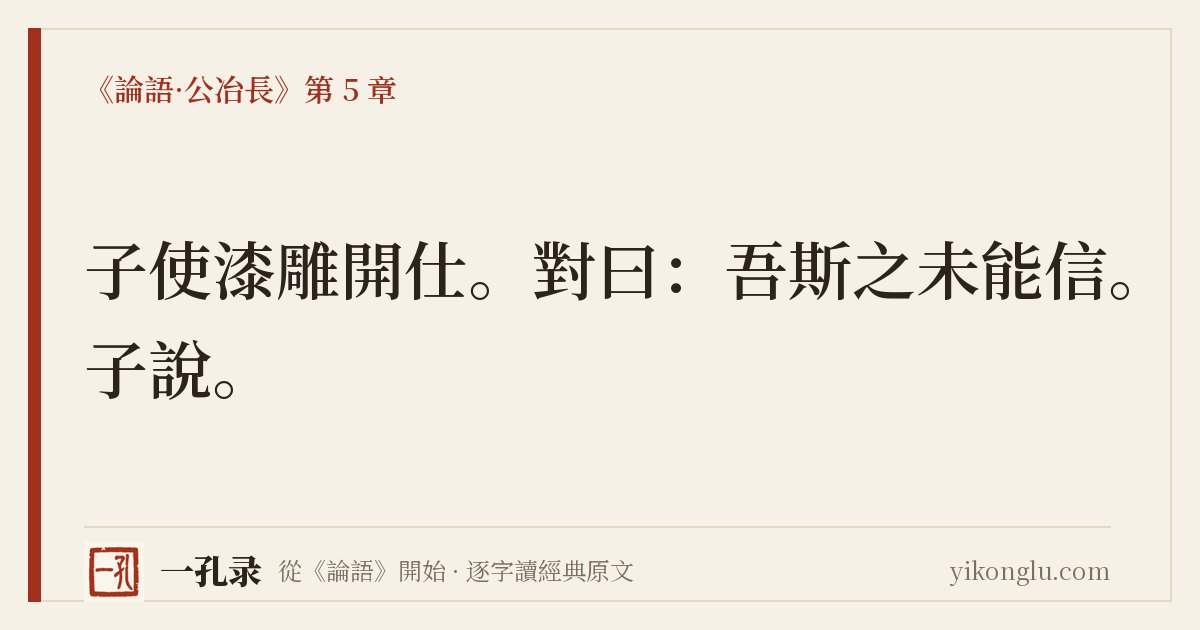 《論語·公冶長》第 5 章
子使漆雕開仕。對曰：吾斯之未能信。
子說。
一孔
一孔录 從《論語》開始 · 逐字讀經典原文 yikonglu.com